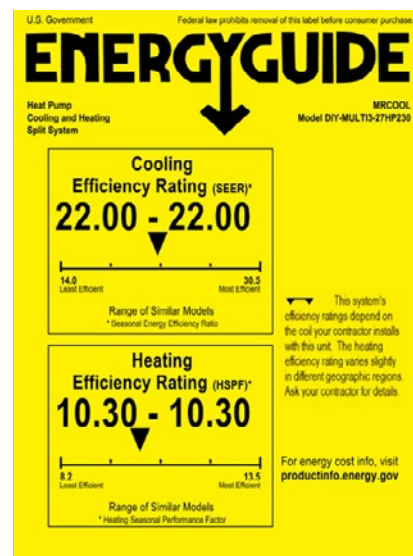 U.S. Government Federal law prohibits removal of this label before consumer purchase
ENERGYGUIDE
Heat Pump
Cooling and Heating
Split System
MRCOOL
Model DIY-MULTI3-27HP230
Cooling
Efficiency Rating (SEER)*
22.00 - 22.00
14.0 30.5
Least Efficient Most Efficient
Range of Similar Models
* Seasonal Energy Efficiency Ratio
Heating
Efficiency Rating (HSPF)*
10.30 - 10.30
8.2 13.5
Least Efficient Most Efficient
Range of Similar Models
* Heating Seasonal Performance Factor
This system's
efficiency ratings depend on
the coil your contractor installs
with this unit. The heating
efficiency rating varies slightly
in different geographic regions.
Ask your contractor for details.
For energy cost info, visit
productinfo.energy.gov